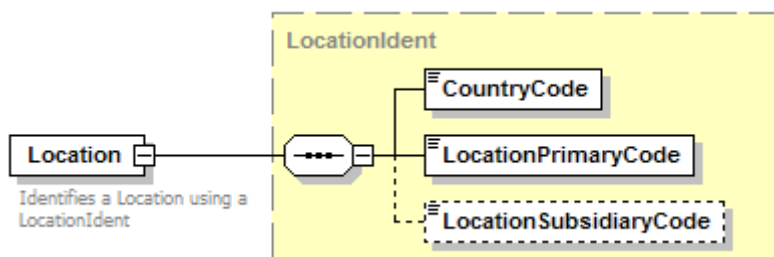 LocationIdent
CountryCode
Location
LocationPrimaryCode
Identifies a Location using a
LocationIdent
LocationSubsidiaryCode